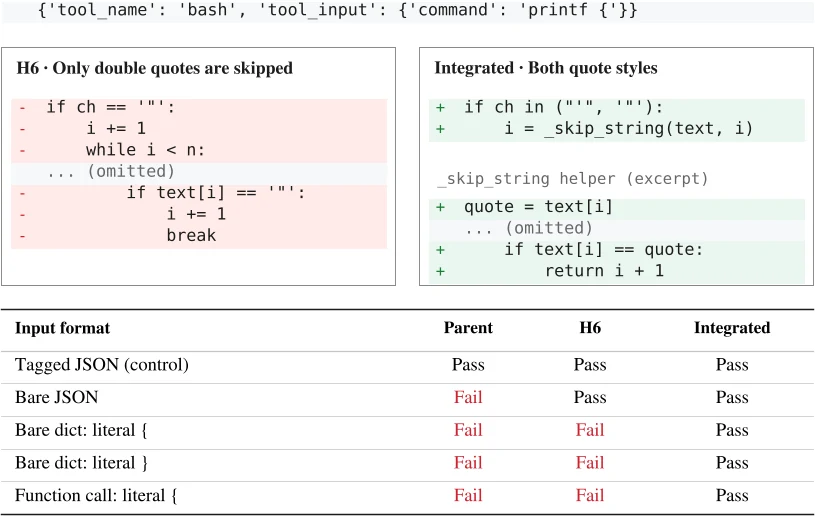 {'tool_name': 'bash', 'tool_input': {'command': 'printf {'}}
H6 · Only double quotes are skipped
- if ch == '"':
-     i += 1
-     while i < n:
... (omitted)
-         if text[i] == '"':
-             i += 1
-             break
Integrated · Both quote styles
+ if ch in ("'", '"'):
+     i = _skip_string(text, i)
_skip_string helper (excerpt)
+ quote = text[i]
... (omitted)
+     if text[i] == quote:
+         return i + 1
Input format Parent H6 Integrated
Tagged JSON (control) Pass Pass Pass
Bare JSON Fail Pass Pass
Bare dict: literal { Fail Fail Pass
Bare dict: literal } Fail Fail Pass
Function call: literal { Fail Fail Pass